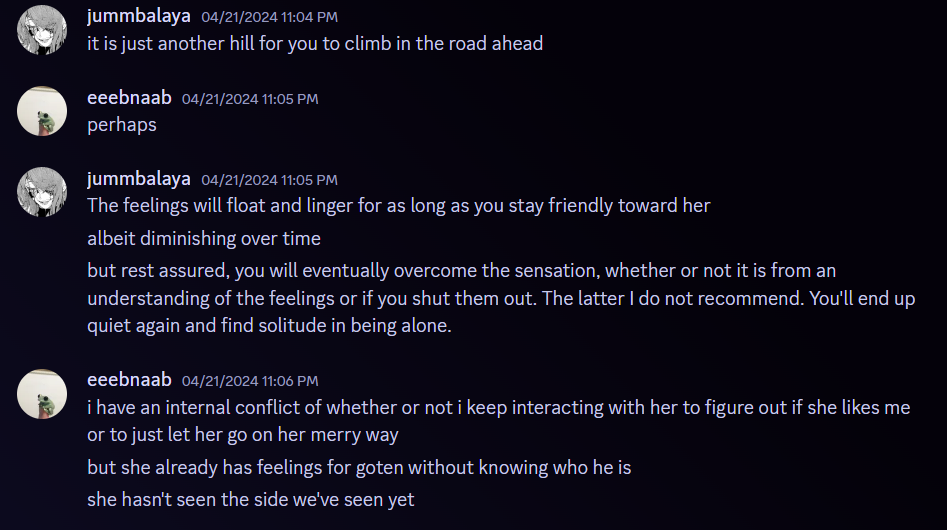 jummbalaya 04/21/2024 11:04 PM
it is just another hill for you to climb in the road ahead
eeebnaab 04/21/2024 11:05 PM
perhaps
jummbalaya 04/21/2024 11:05 PM
The feelings will float and linger for as long as you stay friendly toward her
albeit diminishing over time
but rest assured, you will eventually overcome the sensation, whether or not it is from an
understanding of the feelings or if you shut them out. The latter I do not recommend. You'll end up
quiet again and find solitude in being alone.
eeebnaab 04/21/2024 11:06 PM
i have an internal conflict of whether or not i keep interacting with her to figure out if she likes me
or to just let her go on her merry way
but she already has feelings for goten without knowing who he is
she hasn't seen the side we've seen yet